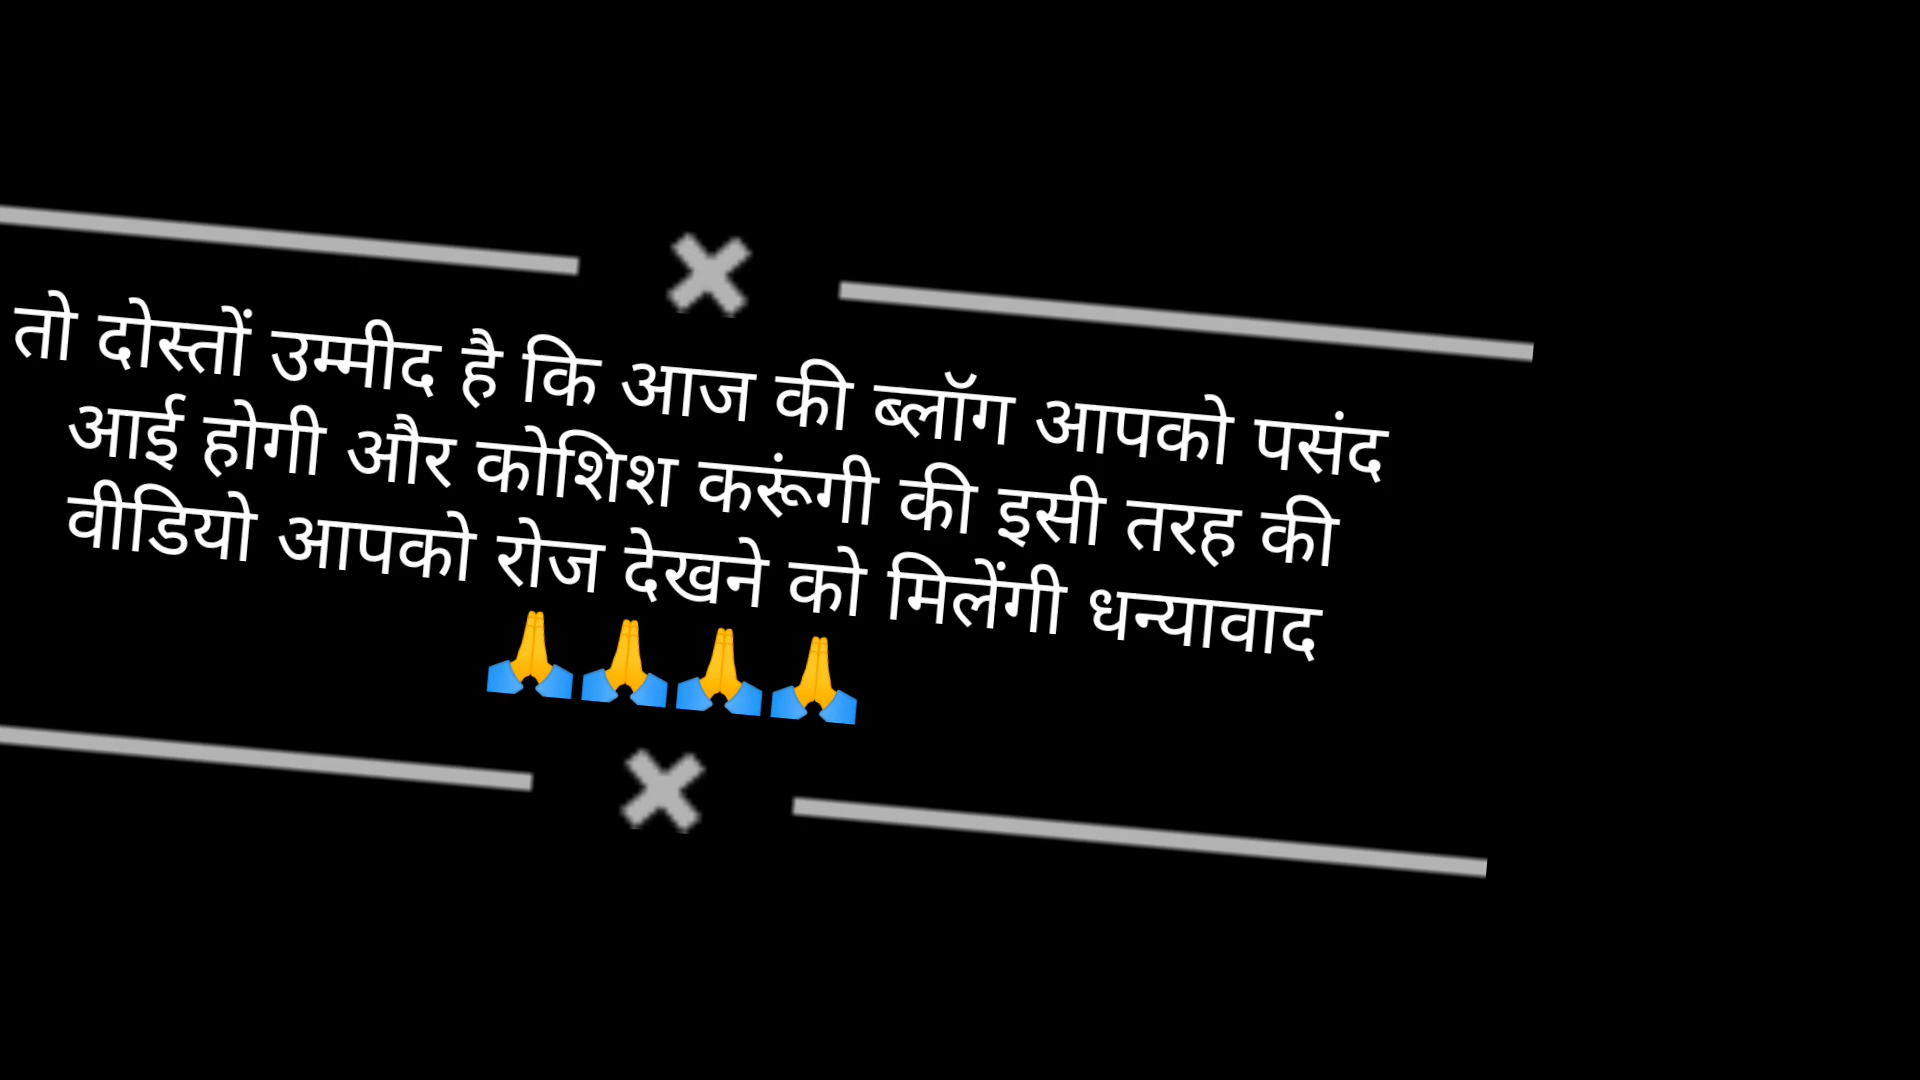 तो दोस्तों उम्मीद है कि आज की ब्लॉग आपको पसंद
आई होगी और कोशिश करूंगी की इसी तरह की
वीडियो आपको रोज देखने को मिलेंगी धन्यावाद
🙏🙏🙏🙏